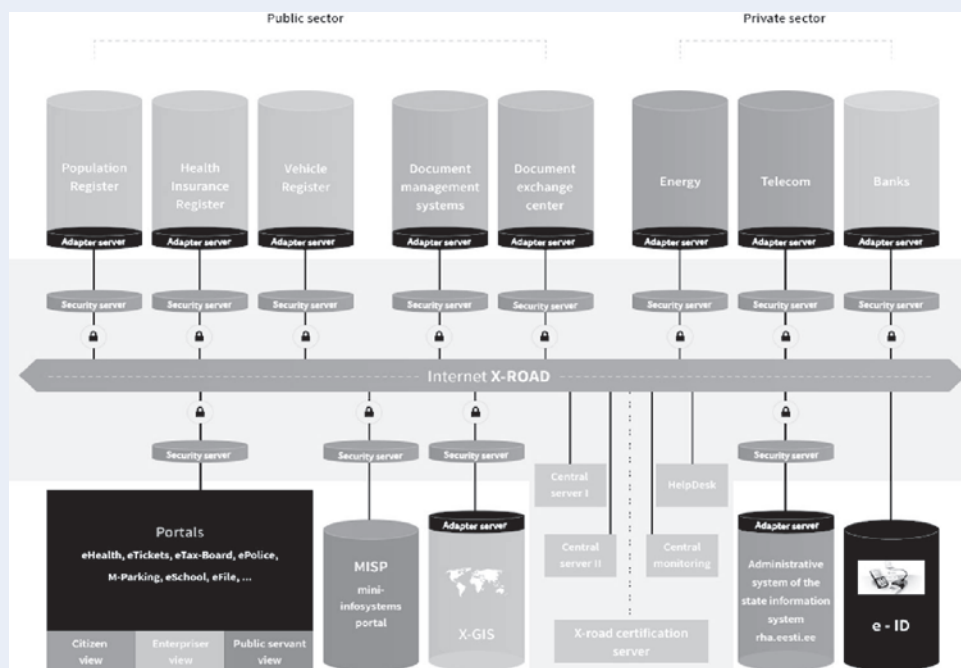 Public sector
Private sector
Population
Register
Health
Insurance
Register
Vehicle
Register
Document
management
systems
Document
exchange
center
Energy
Telecom
Banks
Adapter server
Adapter server
Adapter server
Adapter server
Adapter server
Adapter server
Adapter server
Adapter server
Security server
Security server
Security server
Security server
Security server
Security server
Security server
Security server
Internet X-ROAD
Security server
Security server
Security server
Security server
Portals
eHealth, eTickets, eTax-Board, ePolice,
M-Parking, eSchool, eFile, ...
Citizen
view
Enterpriser
view
Public servant
view
MISP
mini-
infosystems
portal
Adapter server
X-GIS
Central
server I
Central
server II
HelpDesk
Central
monitoring
X-road certification
server
Adapter server
Administrative
system of the
state information
system
rha.eesti.ee
e - ID